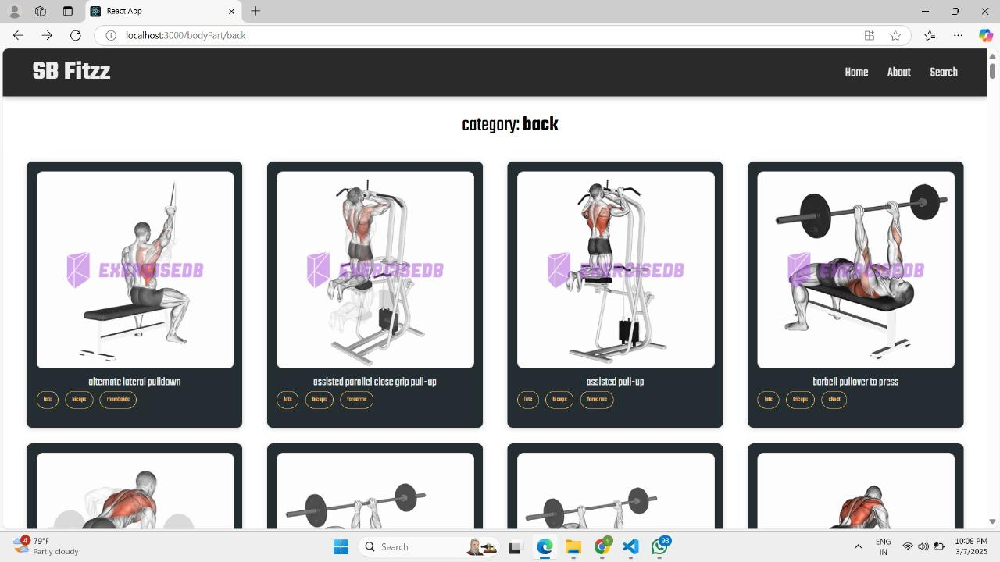 React App
localhost:3000/bodyPart/back
SB Fitzz
Home About Search
category: back
EXERCISEDB EXERCISEDB EXERCISEDB EXERCISEDB
alternate lateral pulldown
lats biceps rhomboids
assisted parallel close grip pull-up
lats biceps forearms
assisted pull-up
lats biceps forearms
barbell pullover to press
lats triceps chest
4
79°F
Partly cloudy
Search
5
93
ENG
IN
10:08 PM
3/7/2025